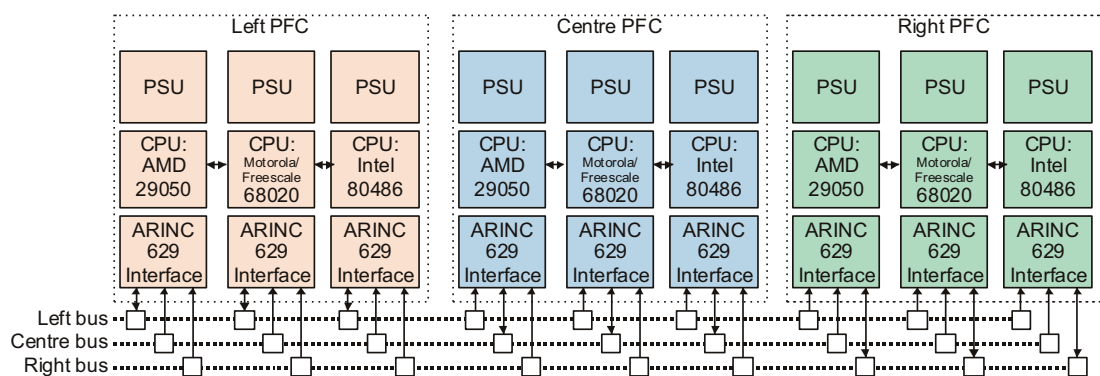 Left PFC
Centre PFC
Right PFC
PSU
PSU
PSU
PSU
PSU
PSU
PSU
PSU
PSU
CPU:
AMD
29050
CPU:
Motorola/
Freescale
68020
CPU:
Intel
80486
CPU:
AMD
29050
CPU:
Motorola/
Freescale
68020
CPU:
Intel
80486
CPU:
AMD
29050
CPU:
Motorola/
Freescale
68020
CPU:
Intel
80486
ARINC
629
Interface
ARINC
629
Interface
ARINC
629
Interface
ARINC
629
Interface
ARINC
629
Interface
ARINC
629
Interface
ARINC
629
Interface
ARINC
629
Interface
ARINC
629
Interface
Left bus
Centre bus
Right bus